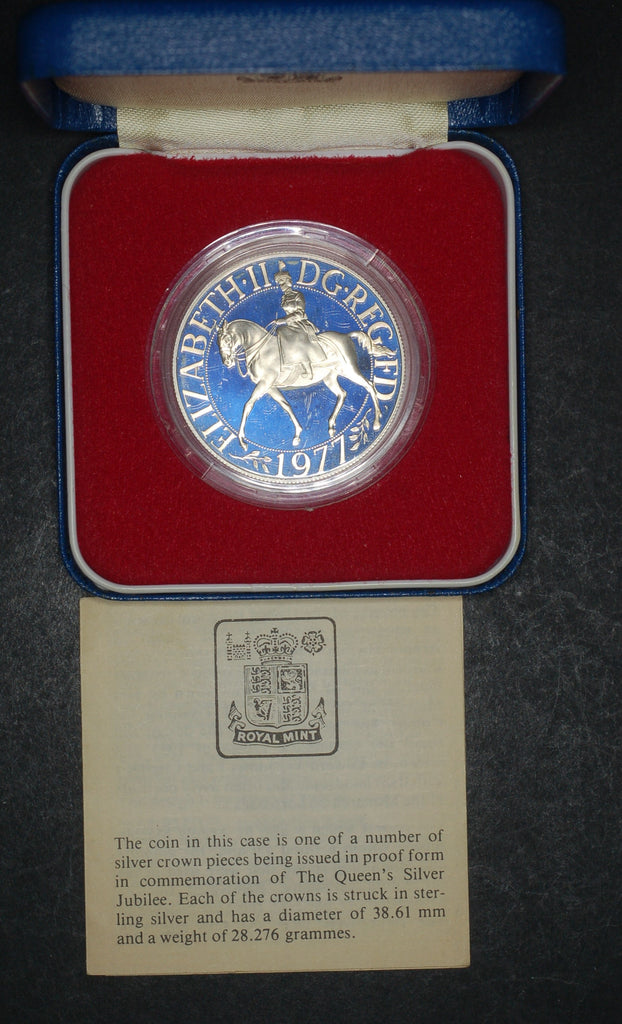 ELIZABETH·II D·G·REG·F·D·
1977
ROYAL MINT
The coin in this case is one of a number of
silver crown pieces being issued in proof form
in commemoration of The Queen's Silver
Jubilee. Each of the crowns is struck in ster-
ling silver and has a diameter of 38.61 mm
and a weight of 28.276 grammes.